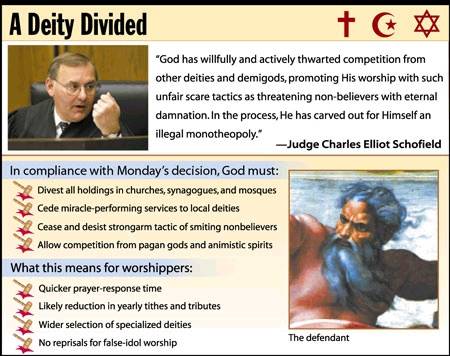 A Deity Divided
“God has willfully and actively thwarted competition from
other deities and demigods, promoting His worship with such
unfair scare tactics as threatening non-believers with eternal
damnation. In the process, He has carved out for Himself an
illegal monotheopoly.”
—Judge Charles Elliot Schofield
In compliance with Monday’s decision, God must:
Divest all holdings in churches, synagogues, and mosques
Cede miracle-performing services to local deities
Cease and desist strongarm tactic of smiting nonbelievers
Allow competition from pagan gods and animistic spirits
What this means for worshippers:
Quicker prayer-response time
Likely reduction in yearly tithes and tributes
Wider selection of specialized deities
No reprisals for false-idol worship
The defendant